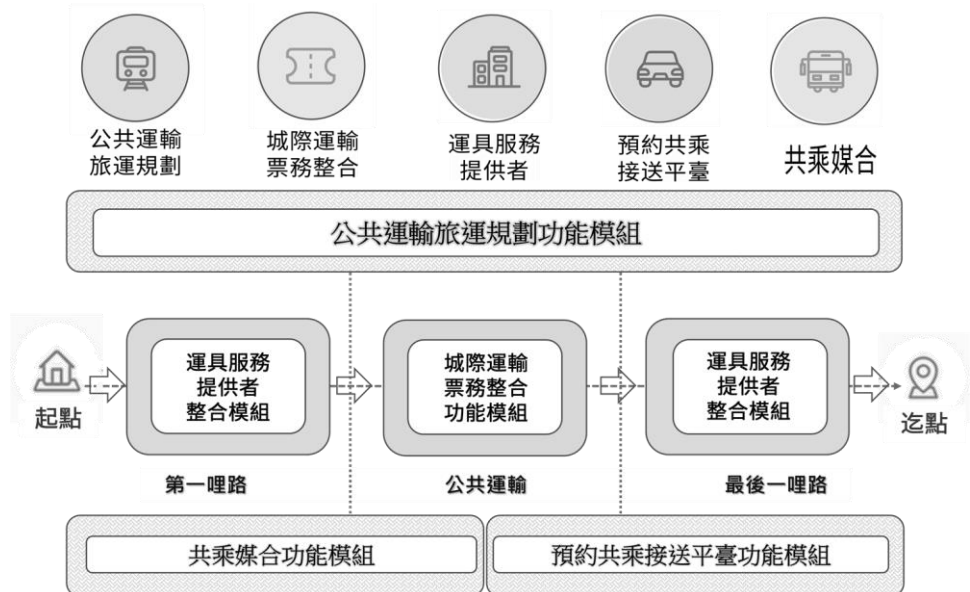 公共運輸
旅運規劃
城際運輸
票務整合
運具服務
提供者
預約共乘
接送平臺
共乘媒合
公共運輸旅運規劃功能模組
起點
運具服務
提供者
整合模組
城際運輸
票務整合
功能模組
運具服務
提供者
整合模組
迄點
第一哩路
公共運輸
最後一哩路
共乘媒合功能模組
預約共乘接送平臺功能模組